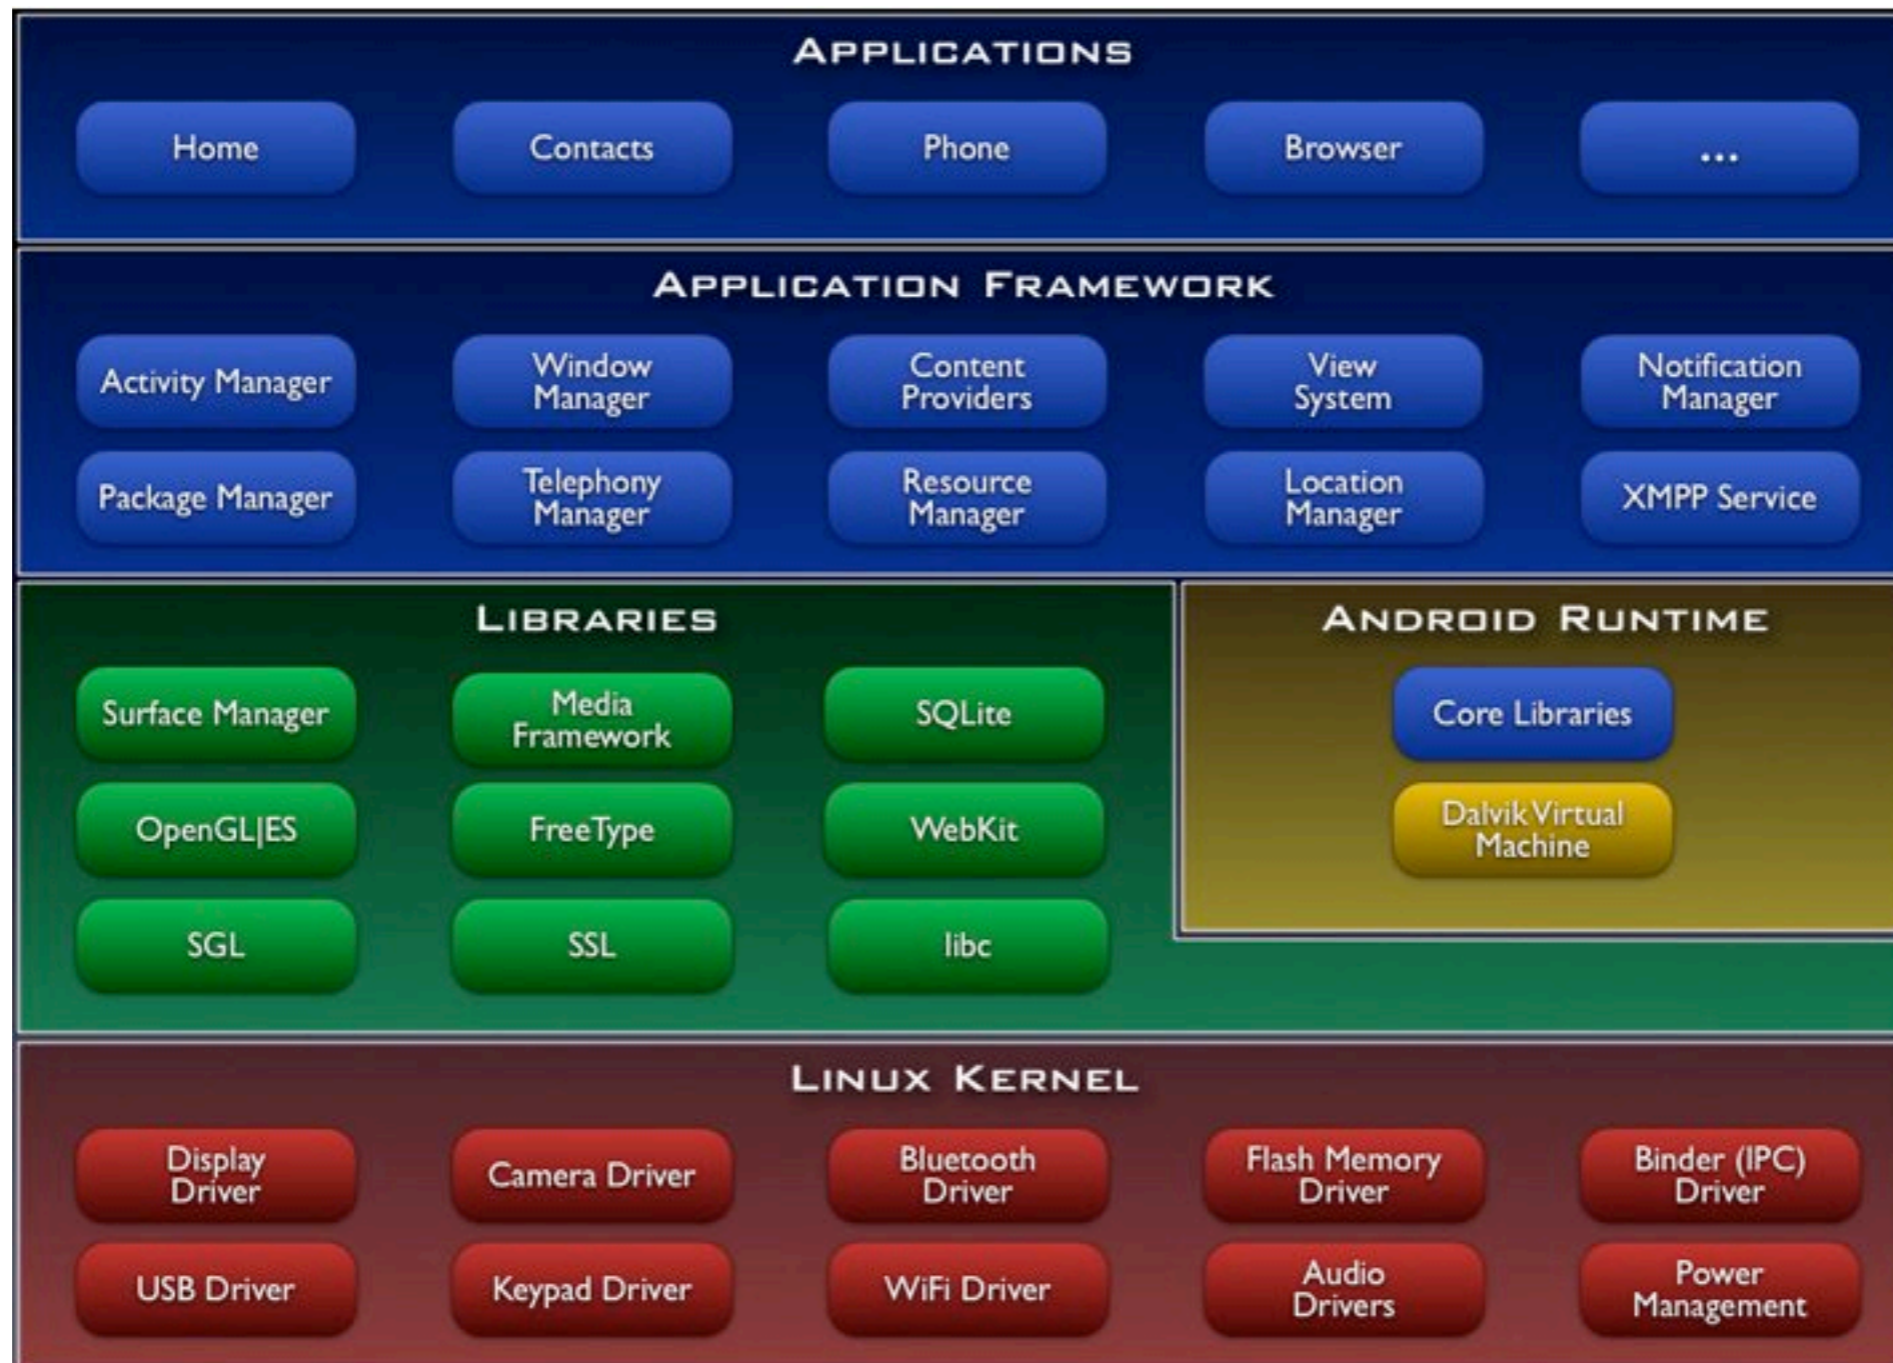 APPLICATIONS
Home
Contacts
Phone
Browser
...
APPLICATION FRAMEWORK
Activity Manager
Window
Manager
Content
Providers
View
System
Notification
Manager
Package Manager
Telephony
Manager
Resource
Manager
Location
Manager
XMPP Service
LIBRARIES
Surface Manager
Media
Framework
SQLite
OpenGL|ES
FreeType
WebKit
SGL
SSL
libc
ANDROID RUNTIME
Core Libraries
Dalvik Virtual
Machine
LINUX KERNEL
Display
Driver
Camera Driver
Bluetooth
Driver
Flash Memory
Driver
Binder (IPC)
Driver
USB Driver
Keypad Driver
WiFi Driver
Audio
Drivers
Power
Management